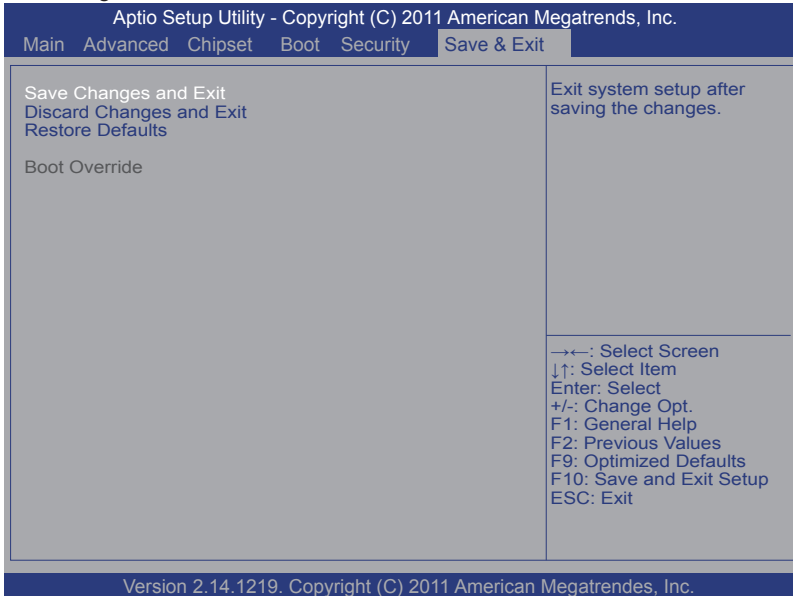 Aptio Setup Utility - Copyright (C) 2011 American Megatrends, Inc.
Main Advanced Chipset Boot Security Save & Exit
Save Changes and Exit
Discard Changes and Exit
Restore Defaults
Boot Override
Exit system setup after
saving the changes.
→←: Select Screen
↓↑: Select Item
Enter: Select
+/-: Change Opt.
F1: General Help
F2: Previous Values
F9: Optimized Defaults
F10: Save and Exit Setup
ESC: Exit
Version 2.14.1219. Copyright (C) 2011 American Megatrendes, Inc.